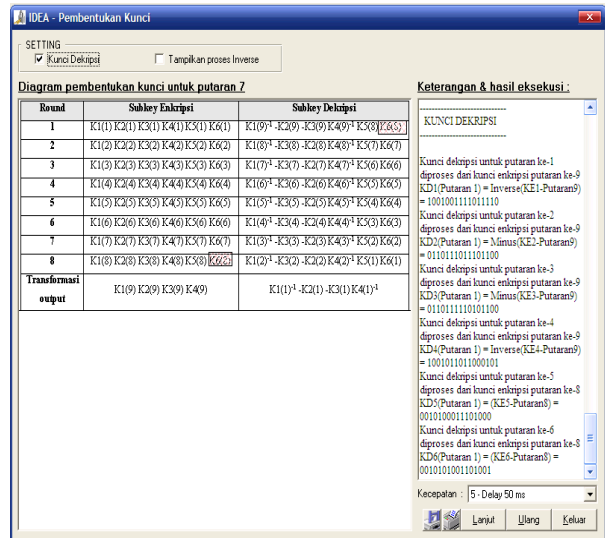 IDEA - Pembentukan Kunci
SETTING
Kunci Dekripsi
Tampilkan proses Inverse
Diagram pembentukan kunci untuk putaran 7
Round Subkey Enkripsi Subkey Dekripsi
1 K1(1) K2(1) K3(1) K4(1) K5(1) K6(1) K1(9)⁻¹ -K2(9) -K3(9) K4(9)⁻¹ K5(8) K6(8)
2 K1(2) K2(2) K3(2) K4(2) K5(2) K6(2) K1(8)⁻¹ -K3(8) -K2(8) K4(8)⁻¹ K5(7) K6(7)
3 K1(3) K2(3) K3(3) K4(3) K5(3) K6(3) K1(7)⁻¹ -K3(7) -K2(7) K4(7)⁻¹ K5(6) K6(6)
4 K1(4) K2(4) K3(4) K4(4) K5(4) K6(4) K1(6)⁻¹ -K3(6) -K2(6) K4(6)⁻¹ K5(5) K6(5)
5 K1(5) K2(5) K3(5) K4(5) K5(5) K6(5) K1(5)⁻¹ -K3(5) -K2(5) K4(5)⁻¹ K5(4) K6(4)
6 K1(6) K2(6) K3(6) K4(6) K5(6) K6(6) K1(4)⁻¹ -K3(4) -K2(4) K4(4)⁻¹ K5(3) K6(3)
7 K1(7) K2(7) K3(7) K4(7) K5(7) K6(7) K1(3)⁻¹ -K3(3) -K2(3) K4(3)⁻¹ K5(2) K6(2)
8 K1(8) K2(8) K3(8) K4(8) K5(8) K6(8) K1(2)⁻¹ -K3(2) -K2(2) K4(2)⁻¹ K5(1) K6(1)
Transformasi
output K1(9) K2(9) K3(9) K4(9) K1(1)⁻¹ -K2(1) -K3(1) K4(1)⁻¹
Keterangan & hasil eksekusi :
------------------------------
KUNCI DEKRIPSI
------------------------------
Kunci dekripsi untuk putaran ke-1
diproses dari kunci enkripsi putaran ke-9
KD1(Putaran 1) = Inverse(KE1-Putaran9)
= 1001001111011110
Kunci dekripsi untuk putaran ke-2
diproses dari kunci enkripsi putaran ke-9
KD2(Putaran 1) = Minus(KE2-Putaran9)
= 0110111011101100
Kunci dekripsi untuk putaran ke-3
diproses dari kunci enkripsi putaran ke-9
KD3(Putaran 1) = Minus(KE3-Putaran9)
= 0110111110101100
Kunci dekripsi untuk putaran ke-4
diproses dari kunci enkripsi putaran ke-9
KD4(Putaran 1) = Inverse(KE4-Putaran9)
= 1001011011000101
Kunci dekripsi untuk putaran ke-5
diproses dari kunci enkripsi putaran ke-8
KD5(Putaran 1) = (KE5-Putaran8) =
0010100011101000
Kunci dekripsi untuk putaran ke-6
diproses dari kunci enkripsi putaran ke-8
KD6(Putaran 1) = (KE6-Putaran8) =
0010101001101001
Kecepatan : 5 - Delay 50 ms
Lanjut Ulang Keluar